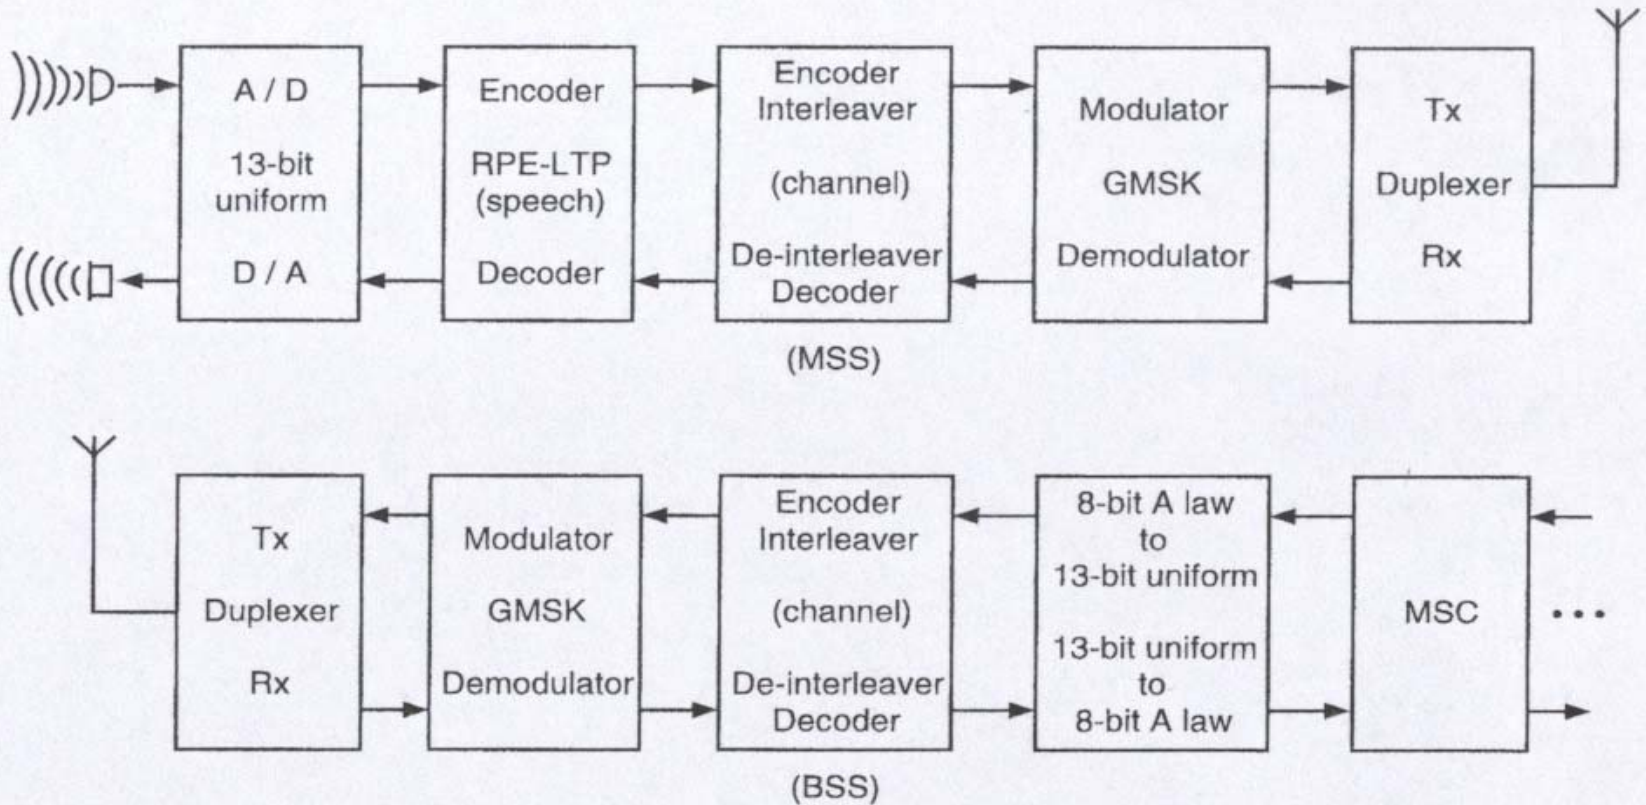 A / D
13-bit
uniform
D / A
Encoder
RPE-LTP
(speech)
Decoder
Encoder
Interleaver
(channel)
De-interleaver
Decoder
Modulator
GMSK
Demodulator
Tx
Duplexer
Rx
(MSS)
Tx
Duplexer
Rx
Modulator
GMSK
Demodulator
Encoder
Interleaver
(channel)
De-interleaver
Decoder
8-bit A law
to
13-bit uniform
13-bit uniform
to
8-bit A law
MSC
(BSS)